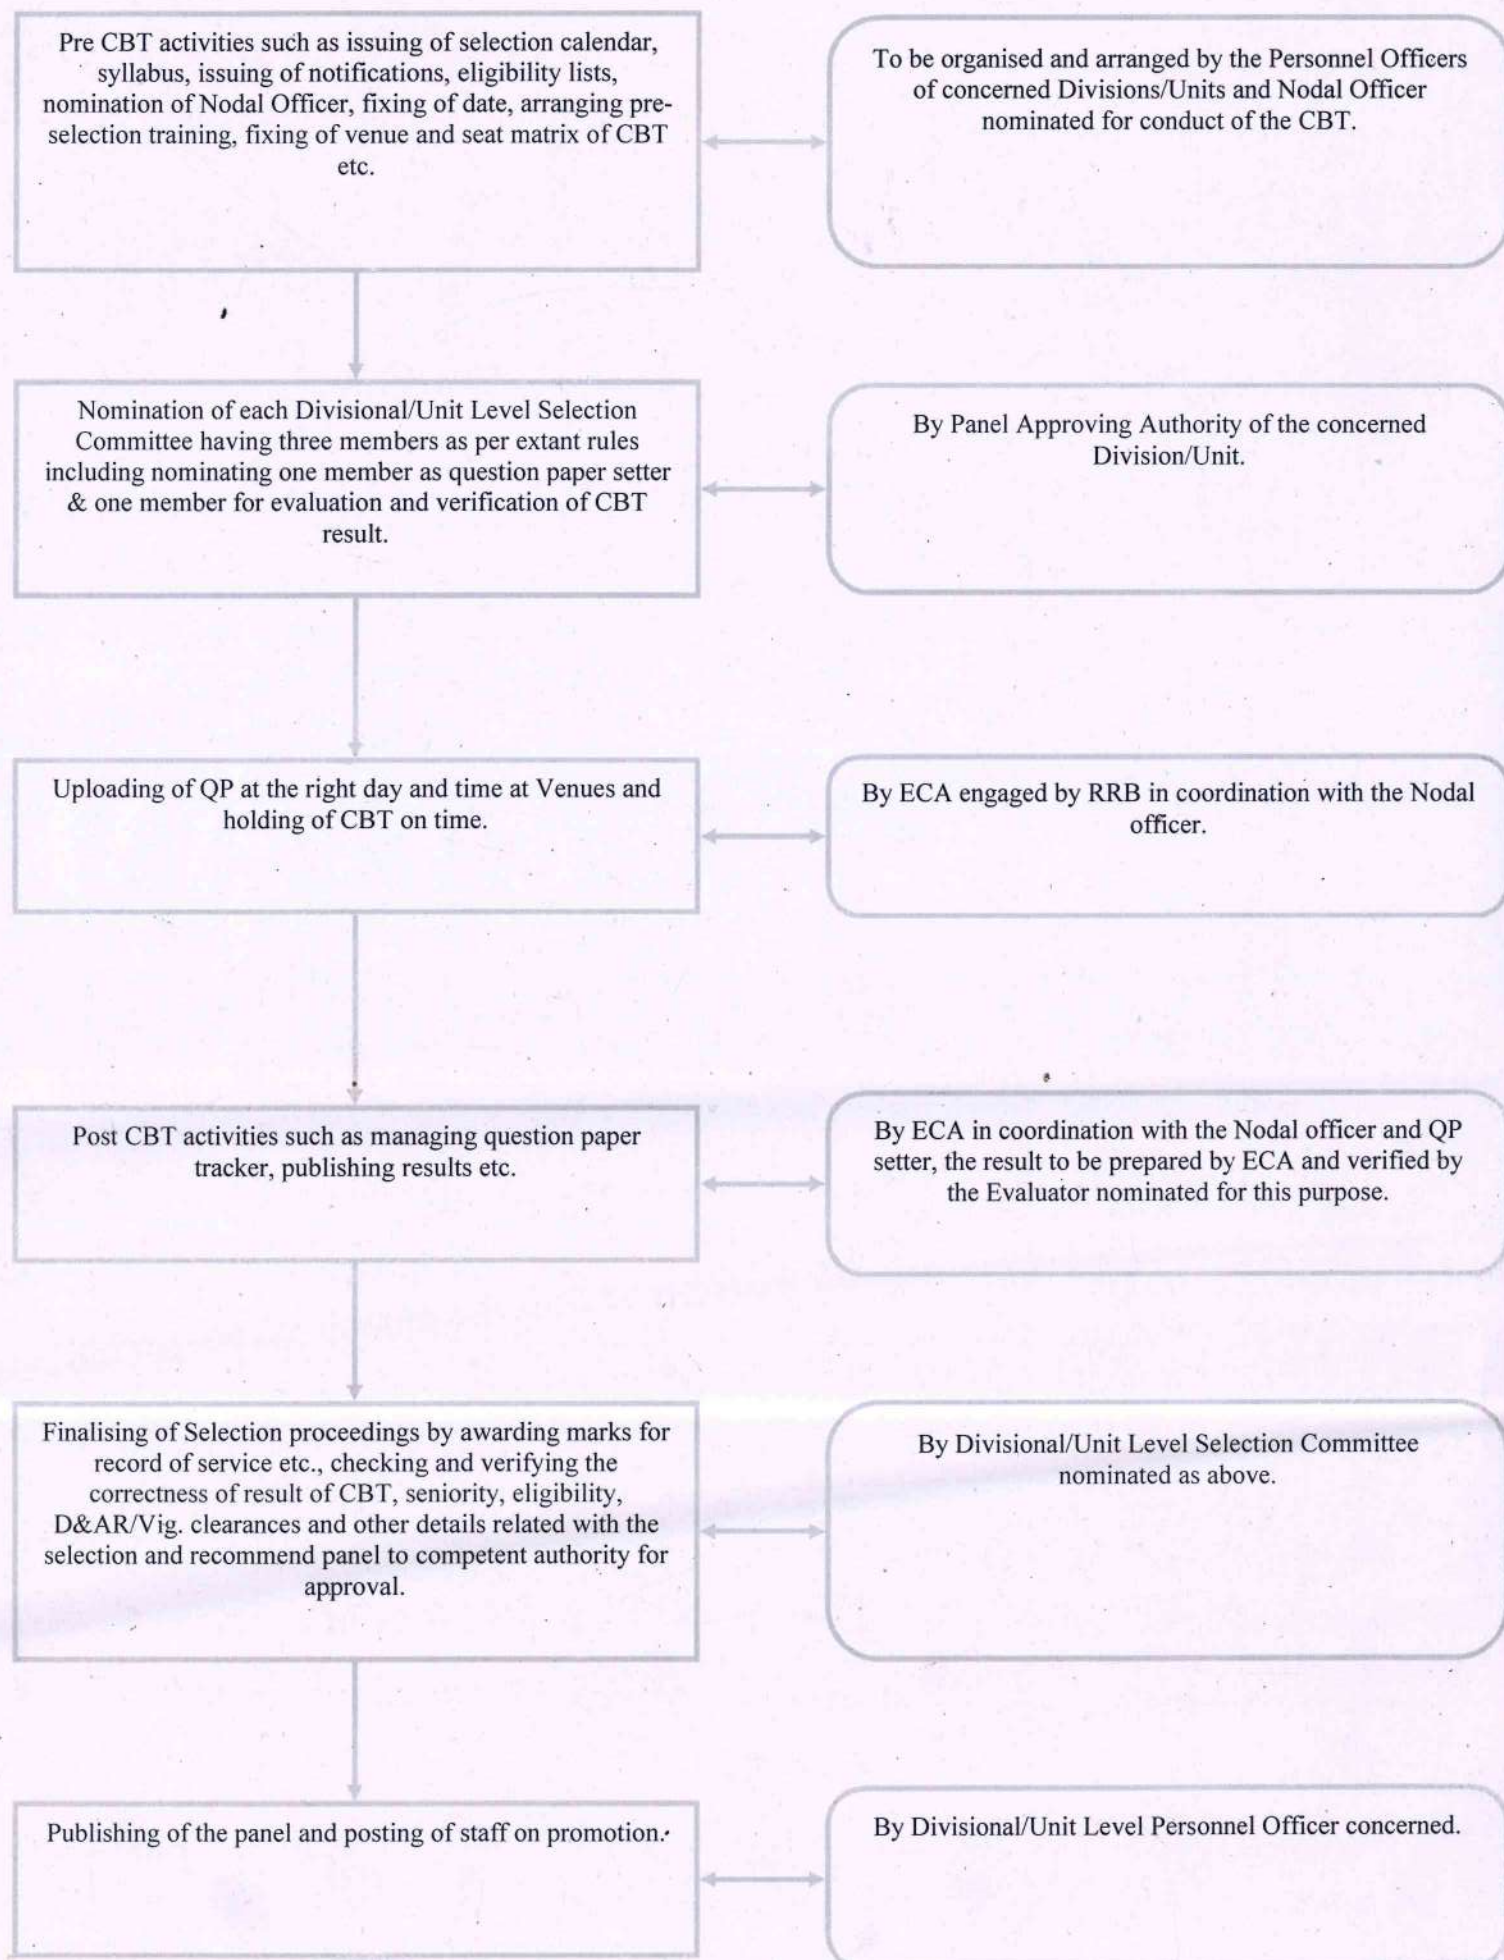 Pre CBT activities such as issuing of selection calendar,
syllabus, issuing of notifications, eligibility lists,
nomination of Nodal Officer, fixing of date, arranging pre-
selection training, fixing of venue and seat matrix of CBT
etc.
To be organised and arranged by the Personnel Officers
of concerned Divisions/Units and Nodal Officer
nominated for conduct of the CBT.
Nomination of each Divisional/Unit Level Selection
Committee having three members as per extant rules
including nominating one member as question paper setter
& one member for evaluation and verification of CBT
result.
By Panel Approving Authority of the concerned
Division/Unit.
Uploading of QP at the right day and time at Venues and
holding of CBT on time.
By ECA engaged by RRB in coordination with the Nodal
officer.
Post CBT activities such as managing question paper
tracker, publishing results etc.
By ECA in coordination with the Nodal officer and QP
setter, the result to be prepared by ECA and verified by
the Evaluator nominated for this purpose.
Finalising of Selection proceedings by awarding marks for
record of service etc., checking and verifying the
correctness of result of CBT, seniority, eligibility,
D&AR/Vig. clearances and other details related with the
selection and recommend panel to competent authority for
approval.
By Divisional/Unit Level Selection Committee
nominated as above.
Publishing of the panel and posting of staff on promotion.
By Divisional/Unit Level Personnel Officer concerned.